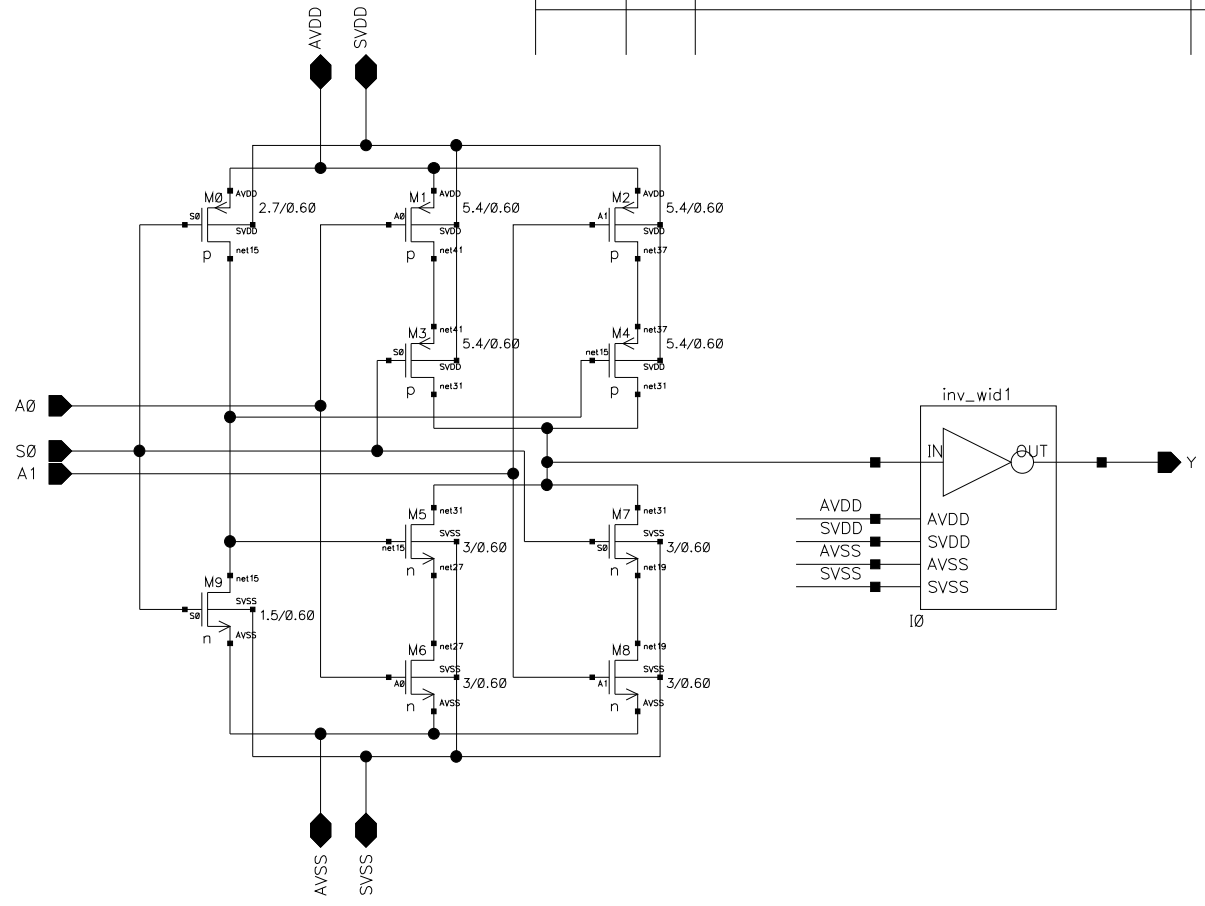 AVDD
SVDD
M0
AVDD
S0
2.7/0.60
SVDD
net15
p
M1
AVDD
A0
5.4/0.60
SVDD
net41
p
M2
AVDD
A1
5.4/0.60
SVDD
net37
p
M3
net41
S0
5.4/0.60
SVDD
net31
p
M4
net37
net15
5.4/0.60
SVDD
net31
p
A0
S0
A1
inv_wid1
IN
OUT
Y
AVDD
AVDD
SVDD
SVDD
AVSS
AVSS
SVSS
SVSS
I0
M5
net31
SVSS
net15
3/0.60
net27
n
M7
net31
SVSS
S0
3/0.60
net19
n
M9
net15
SVSS
S0
1.5/0.60
AVSS
n
M6
net27
SVSS
A0
3/0.60
AVSS
n
M8
net19
SVSS
A1
3/0.60
AVSS
n
AVSS
SVSS